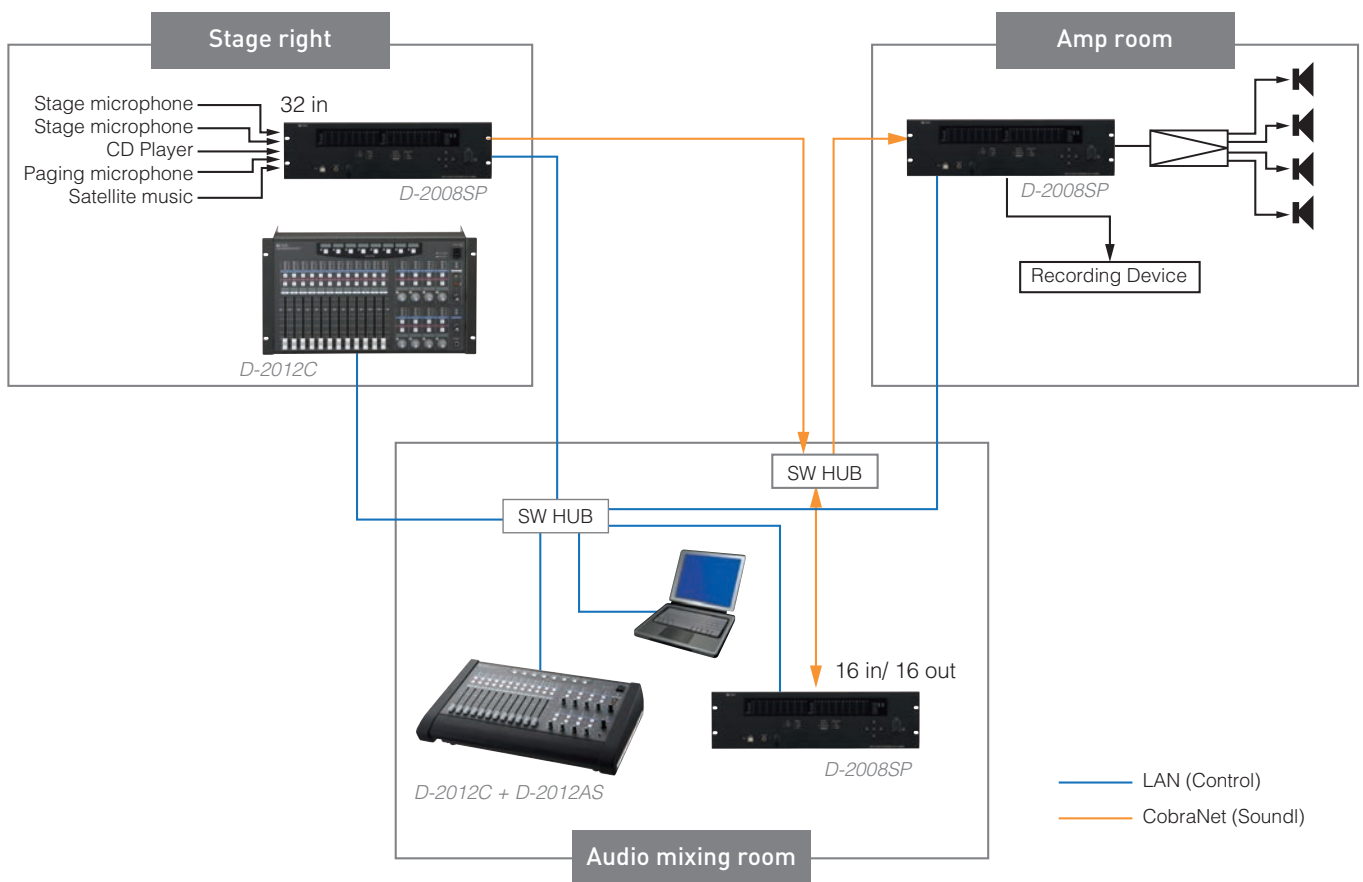 Stage right
Amp room
Stage microphone
Stage microphone
CD Player
Paging microphone
Satellite music
32 in
D-2008SP
D-2012C
D-2008SP
Recording Device
SW HUB
SW HUB
16 in/ 16 out
D-2008SP
D-2012C + D-2012AS
LAN (Control)
CobraNet (Soundl)
Audio mixing room